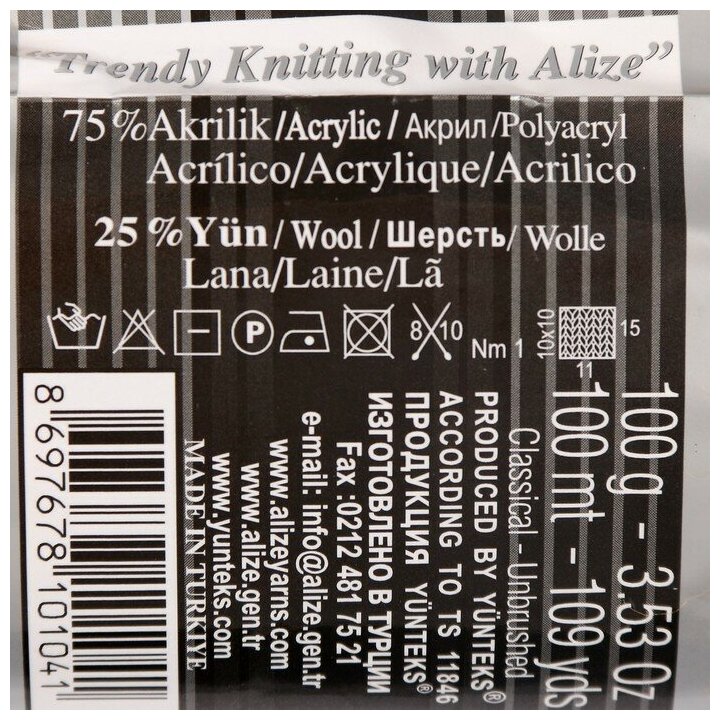 “Trendy Knitting with Alize”
75%Akrilik/Acrylic/Акрил/Polyacryl
Acrílico/Acrylique/Acrilico
25 % Yün/Wool/Шерсть/Wolle
Lana/Laine/Lã
P
8 10
Nm 1
10x10
15
11
100 g - 3.53 Oz
100 mt - 109 yds
Classical - Unbrushed
PRODUCED BY YÜNTEKS®
ACCORDING TO TS 11846
ПРОДУКЦИЯ YÜNTEKS®
ИЗГОТОВЛЕНО В ТУРЦИИ
Fax :0212 481 75 21
e-mail: info@alize.gen.tr
www.alizeyarns.com
www.alize.gen.tr
www.yunteks.com
MADE IN TURKIYE
8 697678 101041